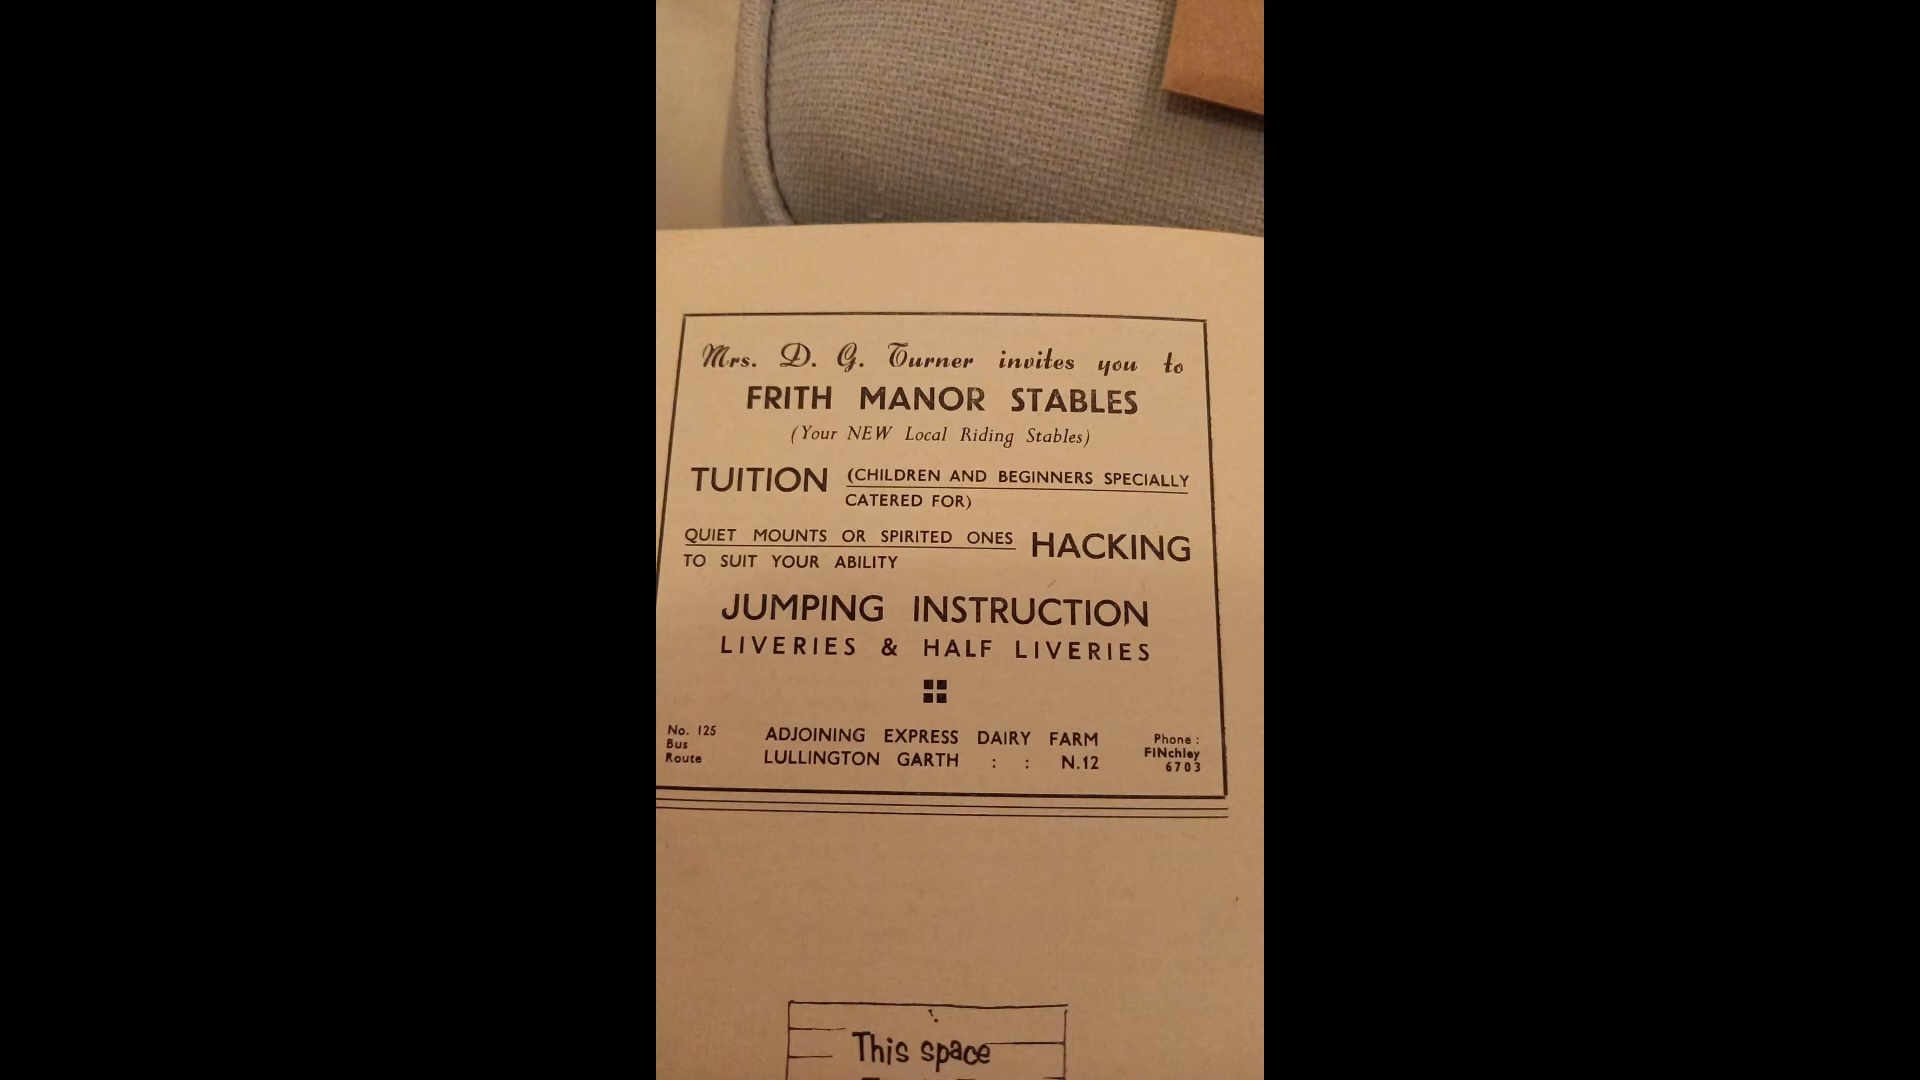 Mrs. D. G. Turner invites you to
FRITH MANOR STABLES
(Your NEW Local Riding Stables)
TUITION (CHILDREN AND BEGINNERS SPECIALLY
CATERED FOR)
QUIET MOUNTS OR SPIRITED ONES HACKING
TO SUIT YOUR ABILITY
JUMPING INSTRUCTION
LIVERIES & HALF LIVERIES
No. 125
Bus
Route
ADJOINING EXPRESS DAIRY FARM
LULLINGTON GARTH : : N.12
Phone :
FINchley
6703
This space